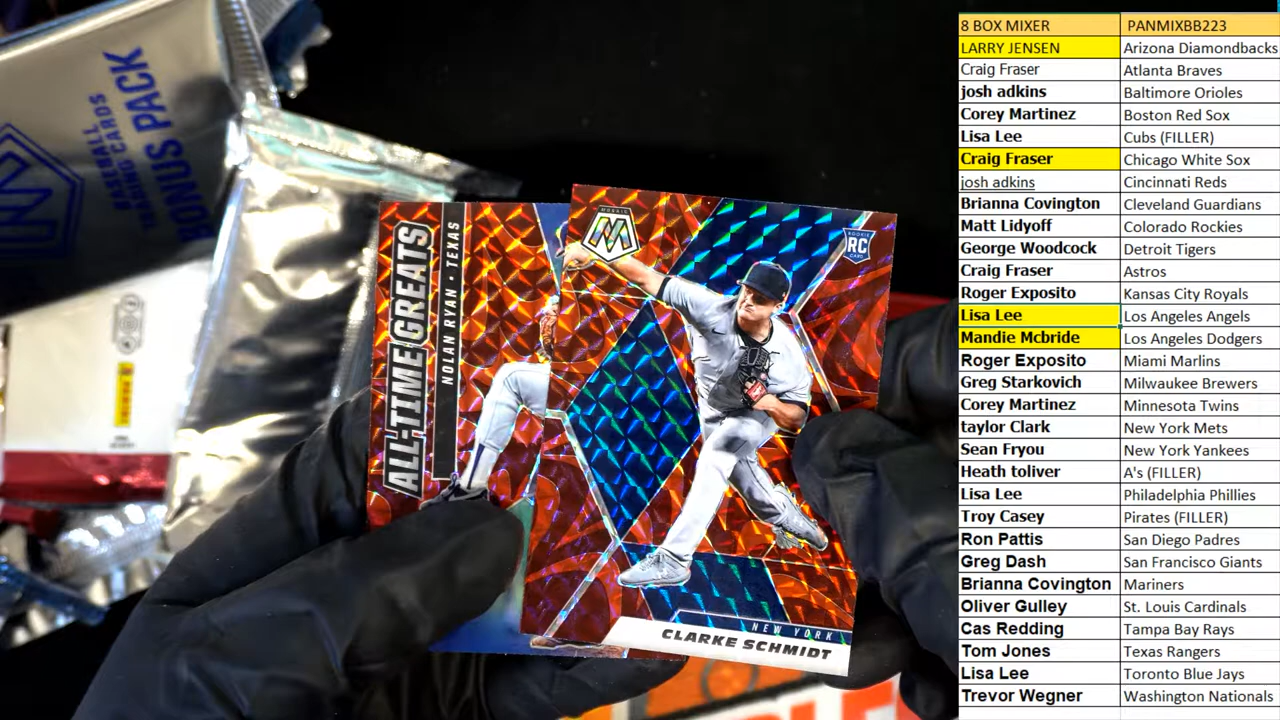 BASEBALL
TRADING CARDS
BONUS PACK
ALL-TIME GREATS
NOLAN RYAN • TEXAS
MOSAIC
M
ROOKIE
RC
CARD
NEW YORK
CLARKE SCHMIDT
8 BOX MIXER PANMIXBB223
LARRY JENSEN Arizona Diamondbacks
Craig Fraser Atlanta Braves
josh adkins Baltimore Orioles
Corey Martinez Boston Red Sox
Lisa Lee Cubs (FILLER)
Craig Fraser Chicago White Sox
josh adkins Cincinnati Reds
Brianna Covington Cleveland Guardians
Matt Lidyoff Colorado Rockies
George Woodcock Detroit Tigers
Craig Fraser Astros
Roger Exposito Kansas City Royals
Lisa Lee Los Angeles Angels
Mandie Mcbride Los Angeles Dodgers
Roger Exposito Miami Marlins
Greg Starkovich Milwaukee Brewers
Corey Martinez Minnesota Twins
taylor Clark New York Mets
Sean Fryou New York Yankees
Heath toliver A's (FILLER)
Lisa Lee Philadelphia Phillies
Troy Casey Pirates (FILLER)
Ron Pattis San Diego Padres
Greg Dash San Francisco Giants
Brianna Covington Mariners
Oliver Gulley St. Louis Cardinals
Cas Redding Tampa Bay Rays
Tom Jones Texas Rangers
Lisa Lee Toronto Blue Jays
Trevor Wegner Washington Nationals